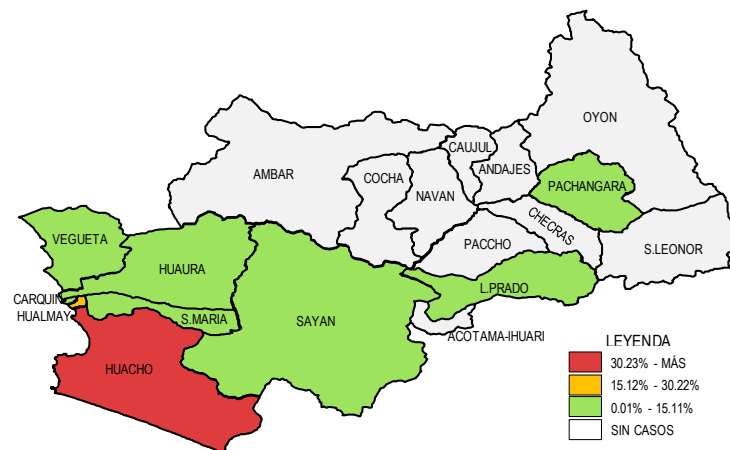 OYON
CAUJUL
ANDAJES
AMBAR
COCHA
NAVAN
PACHANGARA
CHECRAS
VEGUETA
PACCHO
S.LEONOR
HUAURA
L.PRADO
CARQUIN
HUALMAY
S.MARIA
SAYAN
ACOTAMA-IHUARI
HUACHO
LEYENDA
30.23% - MÁS
15.12% - 30.22%
0.01% - 15.11%
SIN CASOS